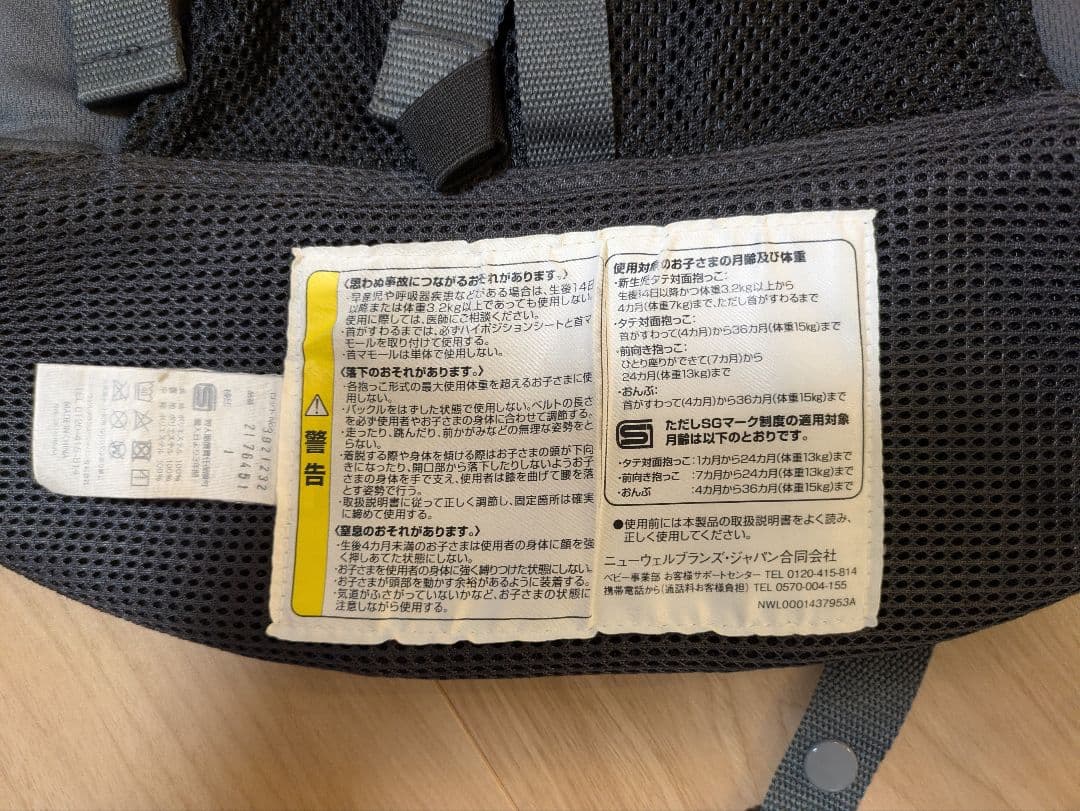 〈思わぬ事故につながるおそれがあります。〉
・早産児や呼吸器疾患などがある場合は、生後14日
以降または体重3.2kg以上であっても使用しない。
使用に際しては、医師にご相談ください。
・首がすわるまでは、必ずハイポジションシートと首マ
モールを取り付けて使用する。
・首マモールは単体で使用しない。
〈落下のおそれがあります。〉
・各抱っこ形式の最大使用体重を超えるお子さまに使
用しない。
・バックルをはずした状態で使用しない。ベルトの長さ
を必ず使用者やお子さまの身体に合わせて調節する。
・走ったり、跳んだり、前かがみなどの無理な姿勢をと
らない。
・着脱する際や身体を傾ける際はお子さまの頭が下向
きになったり、開口部から落下したりしないようお子
さまの身体を手で支え、使用者は膝を曲げて腰を落
とす姿勢で行う。
・取扱説明書に従って正しく調節し、固定箇所は確実
に締めて使用する。
〈窒息のおそれがあります。〉
・生後4カ月未満のお子さまは使用者の身体に顔を強
く押しあてた状態にしない。
・お子さまを使用者の身体に強く縛りつけた状態にしない。
・お子さまが頭部を動かす余裕があるように装着する。
・気道がふさがっていないかなど、お子さまの状態に
注意しながら使用する。
警告
使用対象のお子さまの月齢及び体重
・新生児タテ対面抱っこ:
生後14日以降かつ体重3.2kg以上から
4カ月(体重7kg)まで、ただし首がすわるまで
・タテ対面抱っこ:
首がすわって(4カ月)から36カ月(体重15kg)まで
・前向き抱っこ:
ひとり座りができて(7カ月)から
24カ月(体重13kg)まで
・おんぶ:
首がすわって(4カ月)から36カ月(体重15kg)まで
ただしSGマーク制度の適用対象
月齢は以下のとおりです。
・タテ対面抱っこ:1カ月から24カ月(体重13kg)まで
・前向き抱っこ :7カ月から24カ月(体重13kg)まで
・おんぶ :4カ月から36カ月(体重15kg)まで
●使用前には本製品の取扱説明書をよく読み、
正しく使用してください。
ニューウェルブランズ・ジャパン合同会社
ベビー事業部 お客様サポートセンター TEL 0120-415-814
携帯電話から(通話料お客様負担) TEL 0570-004-155
NWL0001437953A
2176451